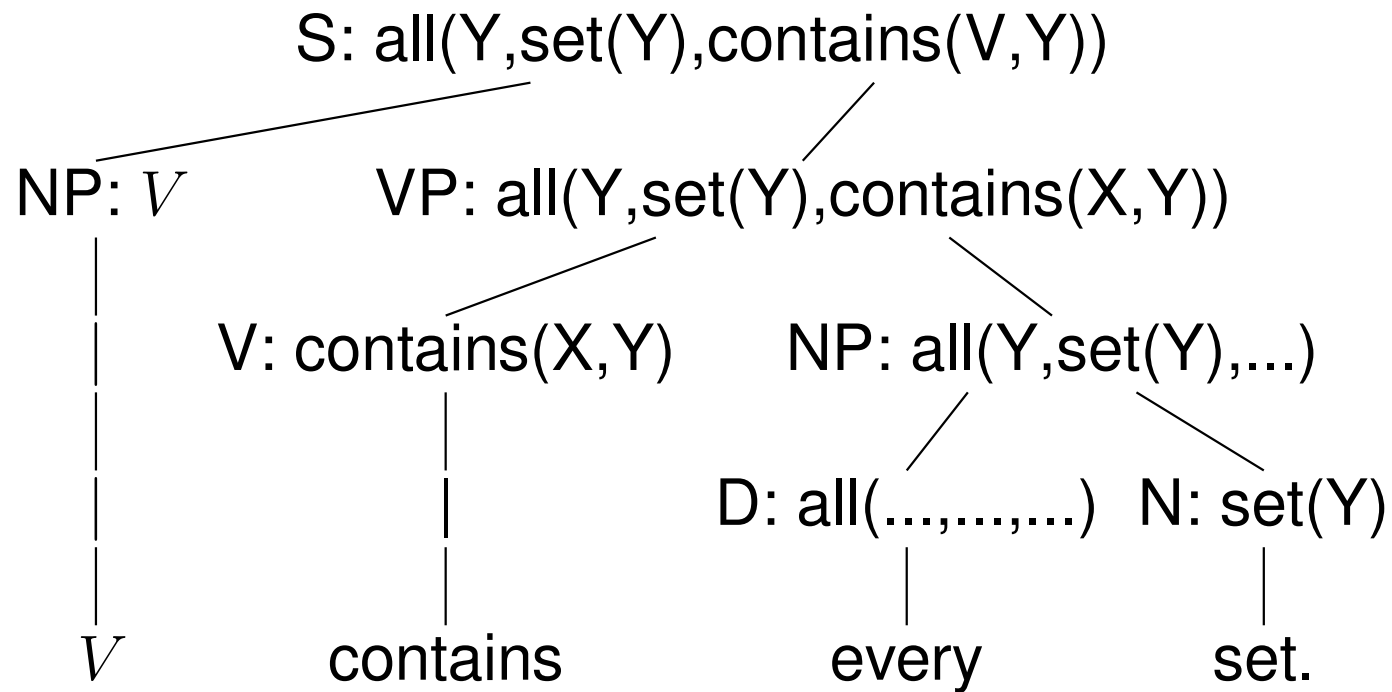 S: all(Y,set(Y),contains(V,Y))
NP: V VP: all(Y,set(Y),contains(X,Y))
V: contains(X,Y) NP: all(Y,set(Y),...)
D: all(...,...,...) N: set(Y)
V contains every set.